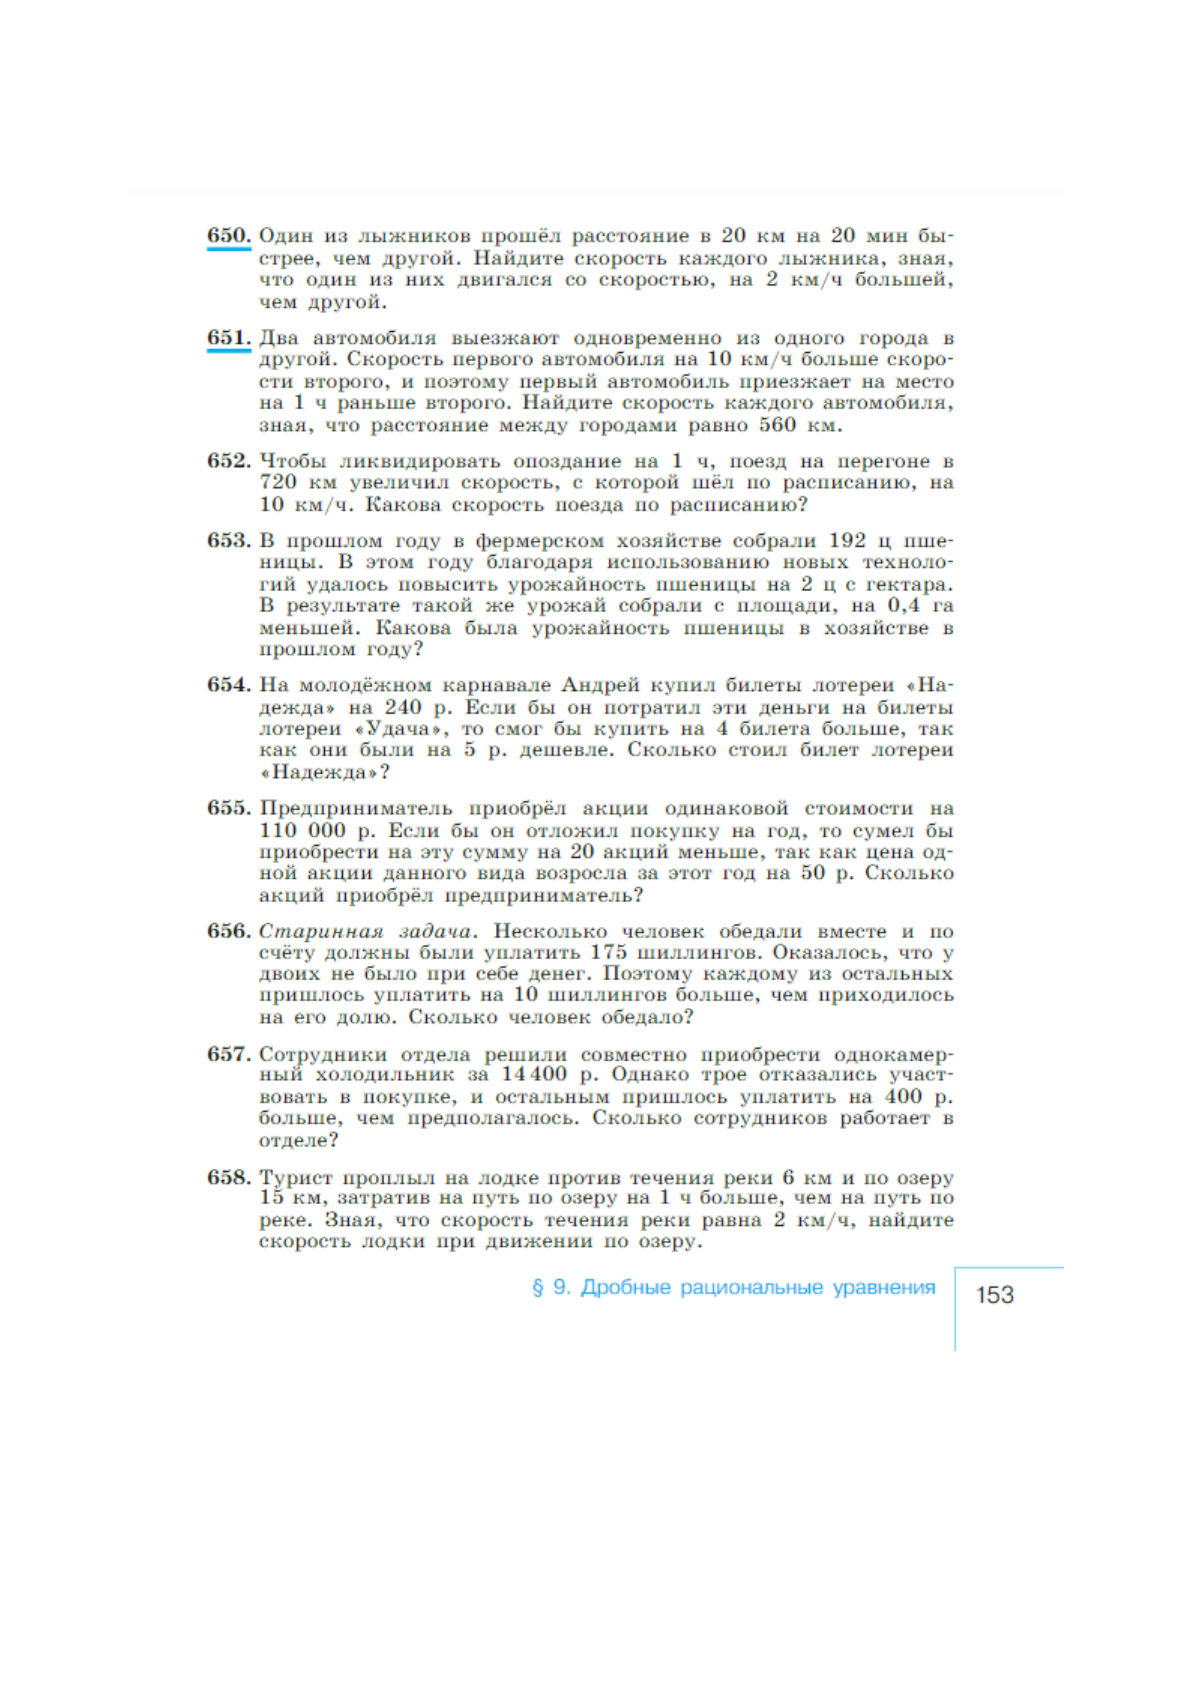 650. Один из лыжников прошёл расстояние в 20 км на 20 мин бы-
стрее, чем другой. Найдите скорость каждого лыжника, зная,
что один из них двигался со скоростью, на 2 км/ч большей,
чем другой.
651. Два автомобиля выезжают одновременно из одного города в
другой. Скорость первого автомобиля на 10 км/ч больше скоро-
сти второго, и поэтому первый автомобиль приезжает на место
на 1 ч раньше второго. Найдите скорость каждого автомобиля,
зная, что расстояние между городами равно 560 км.
652. Чтобы ликвидировать опоздание на 1 ч, поезд на перегоне в
720 км увеличил скорость, с которой шёл по расписанию, на
10 км/ч. Какова скорость поезда по расписанию?
653. В прошлом году в фермерском хозяйстве собрали 192 ц пше-
ницы. В этом году благодаря использованию новых техноло-
гий удалось повысить урожайность пшеницы на 2 ц с гектара.
В результате такой же урожай собрали с площади, на 0,4 га
меньшей. Какова была урожайность пшеницы в хозяйстве в
прошлом году?
654. На молодёжном карнавале Андрей купил билеты лотереи «На-
дежда» на 240 р. Если бы он потратил эти деньги на билеты
лотереи «Удача», то смог бы купить на 4 билета больше, так
как они были на 5 р. дешевле. Сколько стоил билет лотереи
«Надежда»?
655. Предприниматель приобрёл акции одинаковой стоимости на
110 000 р. Если бы он отложил покупку на год, то сумел бы
приобрести на эту сумму на 20 акций меньше, так как цена од-
ной акции данного вида возросла за этот год на 50 р. Сколько
акций приобрёл предприниматель?
656. Старинная задача. Несколько человек обедали вместе и по
счёту должны были уплатить 175 шиллингов. Оказалось, что у
двоих не было при себе денег. Поэтому каждому из остальных
пришлось уплатить на 10 шиллингов больше, чем приходилось
на его долю. Сколько человек обедало?
657. Сотрудники отдела решили совместно приобрести однокамер-
ный холодильник за 14 400 р. Однако трое отказались участ-
вовать в покупке, и остальным пришлось уплатить на 400 р.
больше, чем предполагалось. Сколько сотрудников работает в
отделе?
658. Турист проплыл на лодке против течения реки 6 км и по озеру
15 км, затратив на путь по озеру на 1 ч больше, чем на путь по
реке. Зная, что скорость течения реки равна 2 км/ч, найдите
скорость лодки при движении по озеру.
§ 9. Дробные рациональные уравнения 153